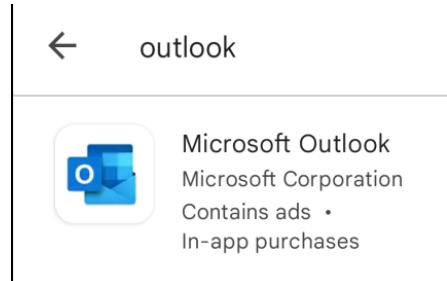 outlook
Microsoft Outlook
Microsoft Corporation
Contains ads •
In-app purchases